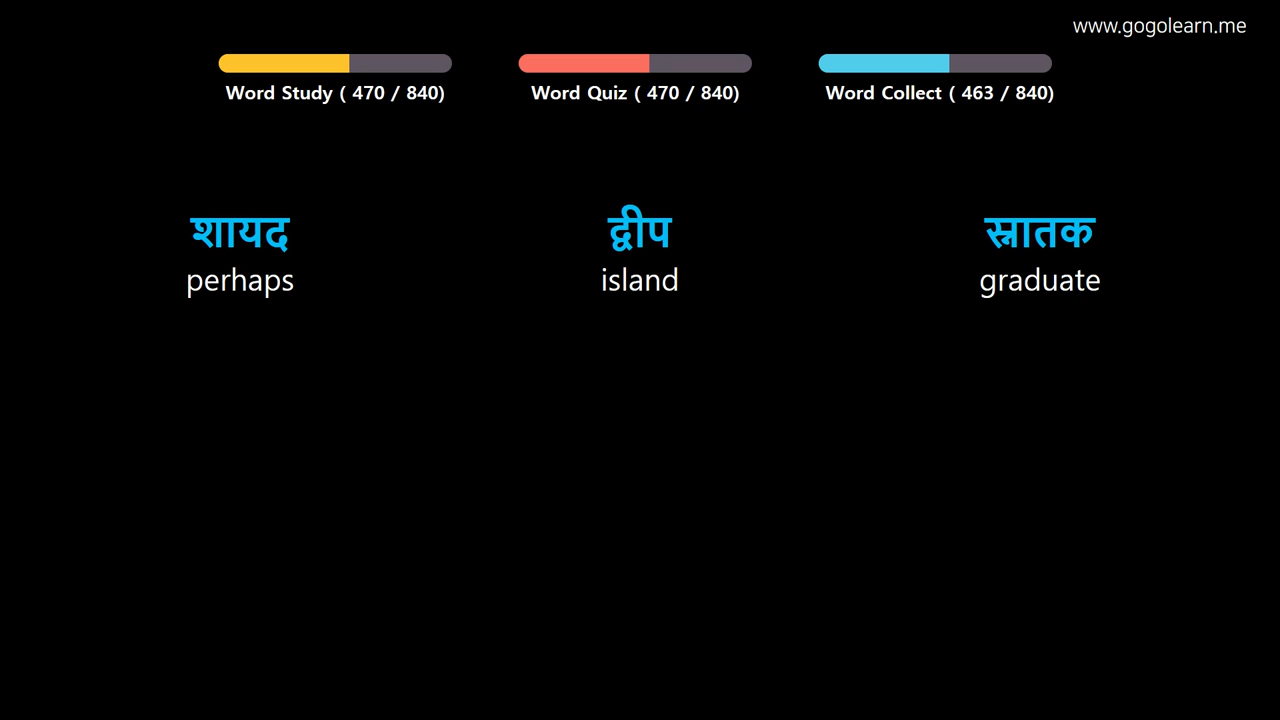 www.gogolearn.me
Word Study ( 470 / 840)
Word Quiz ( 470 / 840)
Word Collect ( 463 / 840)
शायद
perhaps
द्वीप
island
स्नातक
graduate